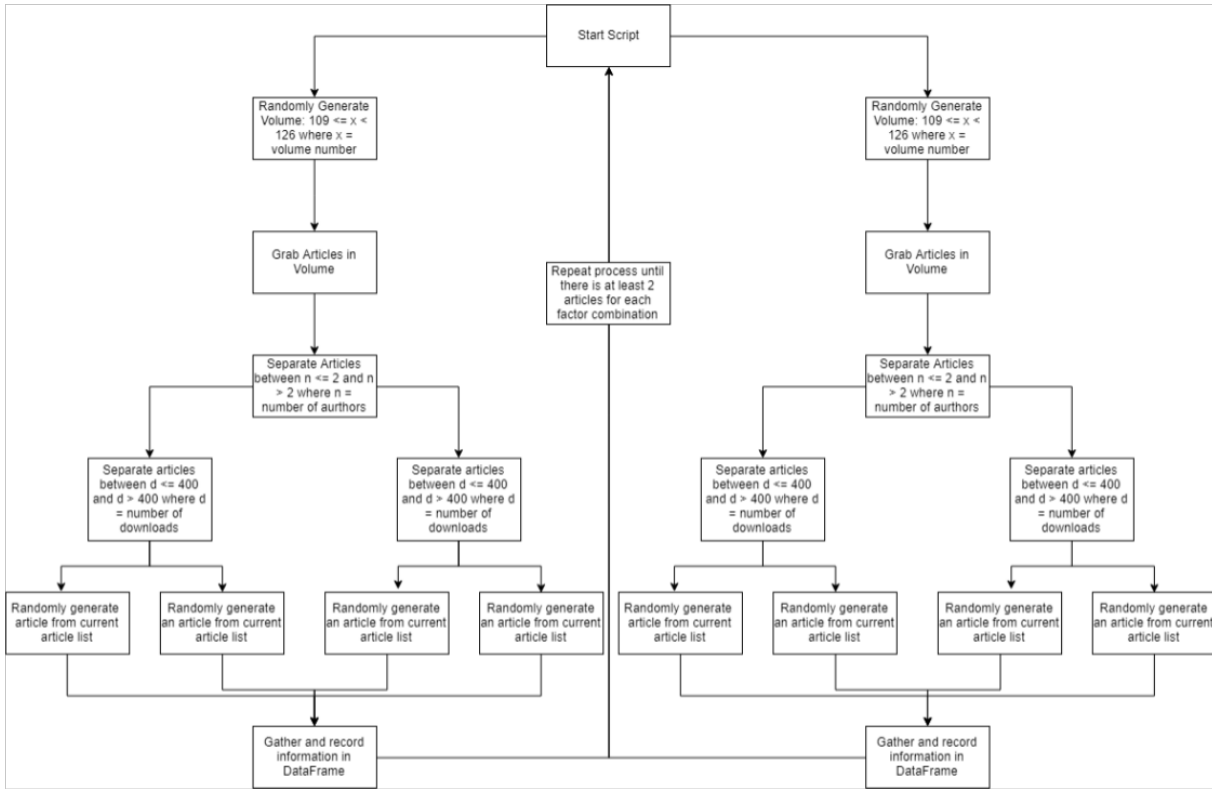 Start Script
Randomly Generate
Volume: 109 <= x <
126 where x =
volume number
Randomly Generate
Volume: 109 <= x <
126 where x =
volume number
Grab Articles in
Volume
Repeat process until
there is at least 2
articles for each
factor combination
Grab Articles in
Volume
Separate Articles
between n <= 2 and n
> 2 where n =
number of aurthors
Separate Articles
between n <= 2 and n
> 2 where n =
number of aurthors
Separate articles
between d <= 400
and d > 400 where d
= number of
downloads
Separate articles
between d <= 400
and d > 400 where d
= number of
downloads
Separate articles
between d <= 400
and d > 400 where d
= number of
downloads
Separate articles
between d <= 400
and d > 400 where d
= number of
downloads
Randomly generate
article from current
article list
Randomly generate
an article from current
article list
Randomly generate
an article from current
article list
Randomly generate
an article from current
article list
Randomly generate
article from current
article list
Randomly generate
an article from current
article list
Randomly generate
an article from current
article list
Randomly generate
an article from current
article list
Gather and record
information in
DataFrame
Gather and record
information in
DataFrame